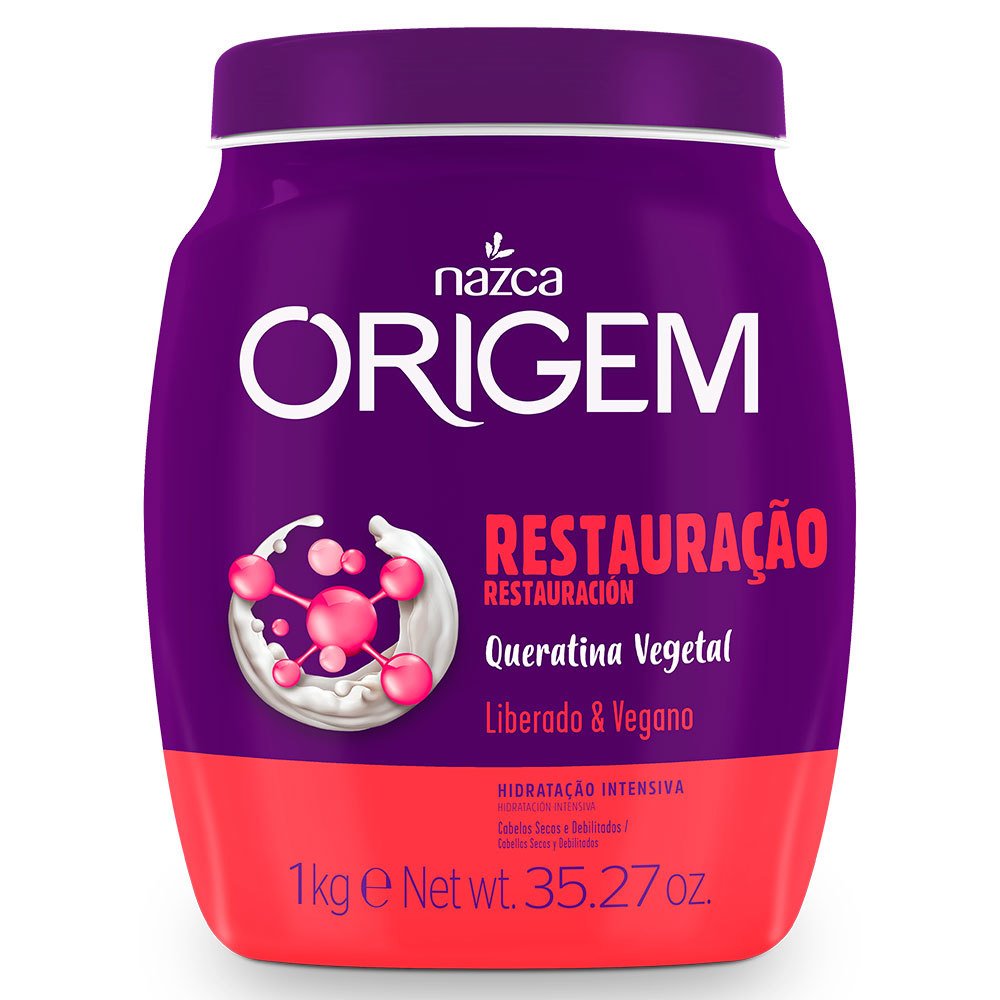 nazca
ORIGEM
RESTAURAÇÃO
RESTAURACIÓN
Queratina Vegetal
Liberado & Vegano
HIDRATAÇÃO INTENSIVA
HIDRATACIÓN INTENSIVA
Cabelos Secos e Debilitados /
Cabellos Secos y Debilitados
1kg e Net wt. 35.27 oz.